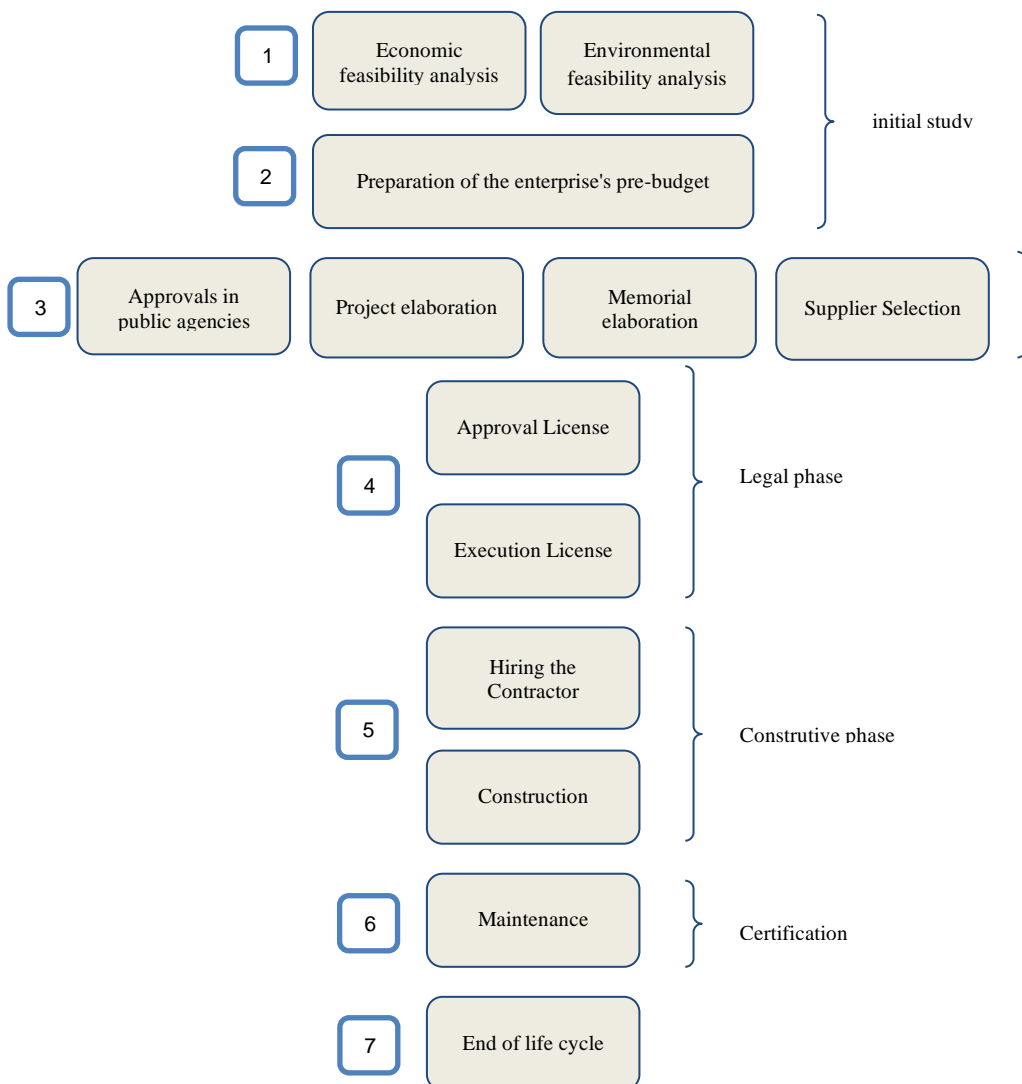 1
Economic
feasibility analysis
Environmental
feasibility analysis
initial study
2
Preparation of the enterprise's pre-budget
3
Approvals in
public agencies
Project elaboration
Memorial
elaboration
Supplier Selection
Approval License
4
Legal phase
Execution License
Hiring the
Contractor
5
Construtive phase
Construction
6
Maintenance
Certification
7
End of life cycle